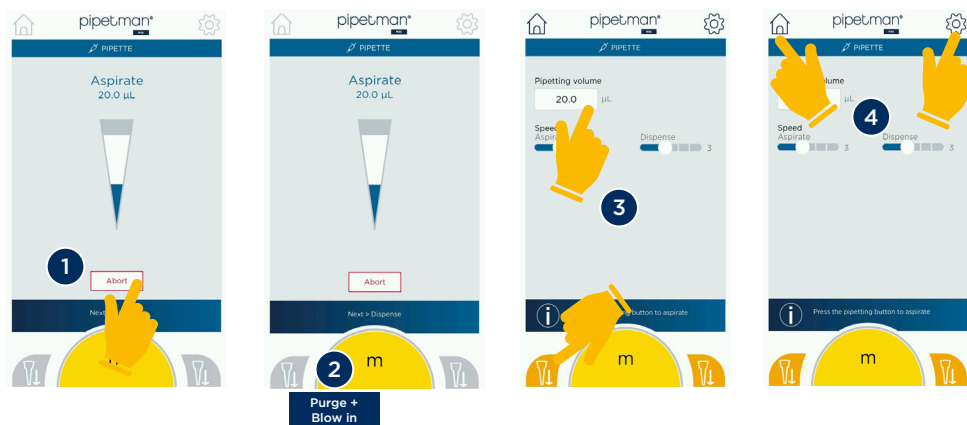 pipetman®
PIPETTE
Aspirate
20.0 µL
1
Abort
Next
pipetman®
PIPETTE
Aspirate
20.0 µL
Abort
Next > Dispense
2
m
Purge +
Blow in
pipetman®
PIPETTE
Pipetting volume
20.0 µL
Speed
Dispense
3
3
i button to aspirate
m
pipetman®
PIPETTE
µL
4
Speed
Aspirate 3 Dispense 3
i Press the pipetting button to aspirate
m